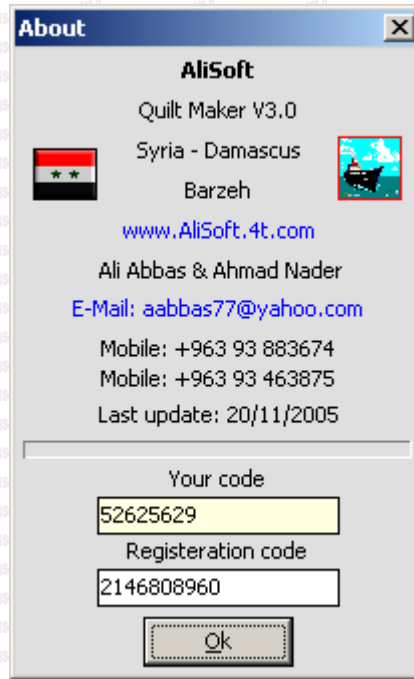 About
AliSoft
Quilt Maker V3.0
Syria - Damascus
Barzeh
www.AliSoft.4t.com
Ali Abbas & Ahmad Nader
E-Mail: aabbas77@yahoo.com
Mobile: +963 93 883674
Mobile: +963 93 463875
Last update: 20/11/2005
Your code
52625629
Registeration code
2146808960
Ok